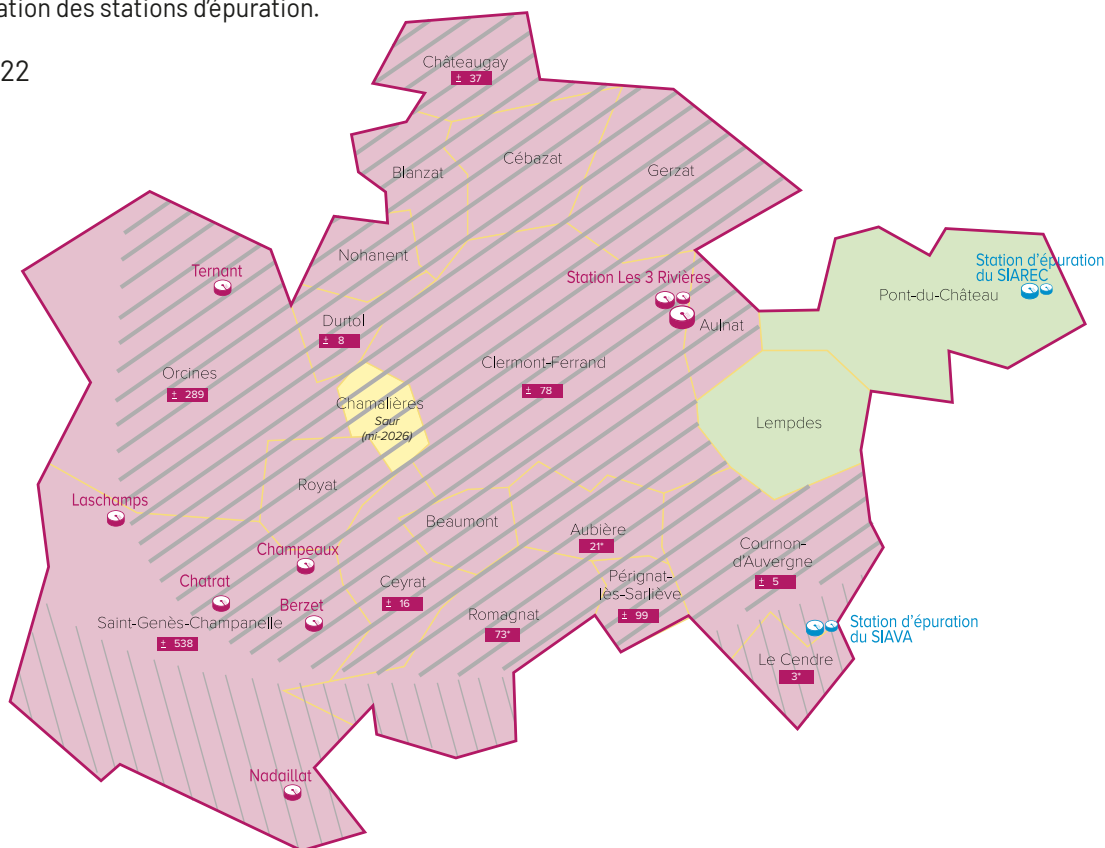 ation des stations d'épuration.
22
Châteaugay
± 37
Cébazat
Blanzat
Gerzat
Nohanent
Ternant
Station Les 3 Rivières
Station d'épuration
du SIAREC
Pont-du-Château
Durtol
± 8
Aulnat
Orcines
± 289
Clermont-Ferrand
± 78
Chamalières
Saur
(mi-2026)
Lempdes
Royat
Laschamps
Beaumont
Aubière
21*
Cournon-
d'Auvergne
± 5
Champeaux
Chatrat
Ceyrat
± 16
Pérignat-
lès-Sarliève
± 99
Berzet
Saint-Genès-Champanelle
± 538
Romagnat
73*
Station d'épuration
du SIAVA
Le Cendre
3*
Nadaillat